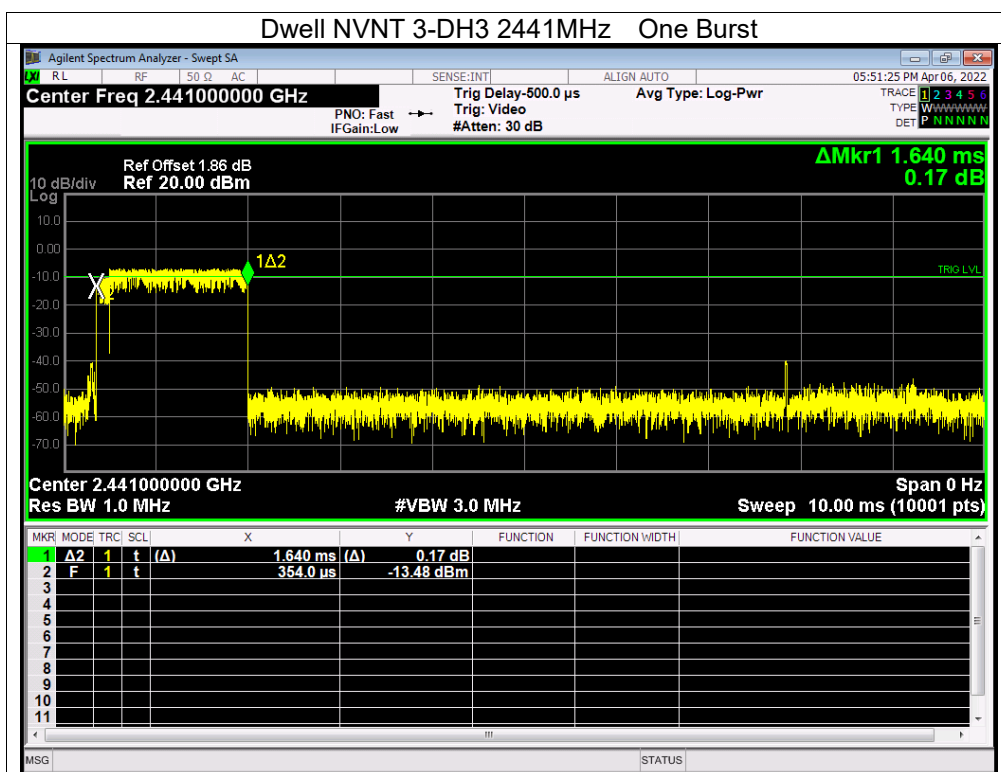 Dwell NVNT 3-DH3 2441MHz One Burst
Agilent Spectrum Analyzer - Swept SA
LXI RL RF 50 Ω AC SENSE:INT ALIGN AUTO 05:51:25 PM Apr 06, 2022
Center Freq 2.441000000 GHz Trig Delay-500.0 µs Avg Type: Log-Pwr TRACE 1 2 3 4 5 6
PNO: Fast Trig: Video TYPE WWWWWW
IFGain:Low #Atten: 30 dB DET P N N N N N
ΔMkr1 1.640 ms
0.17 dB
Ref Offset 1.86 dB
10 dB/div Ref 20.00 dBm
Log
10.0
0.00
1Δ2
-10.0 TRIG LVL
X2
-20.0
-30.0
-40.0
-50.0
-60.0
-70.0
Center 2.441000000 GHz Span 0 Hz
Res BW 1.0 MHz #VBW 3.0 MHz Sweep 10.00 ms (10001 pts)
MKR MODE TRC SCL X Y FUNCTION FUNCTION WIDTH FUNCTION VALUE
1 Δ2 1 t (Δ) 1.640 ms (Δ) 0.17 dB
2 F 1 t 354.0 µs -13.48 dBm
3
4
5
6
7
8
9
10
11
MSG STATUS